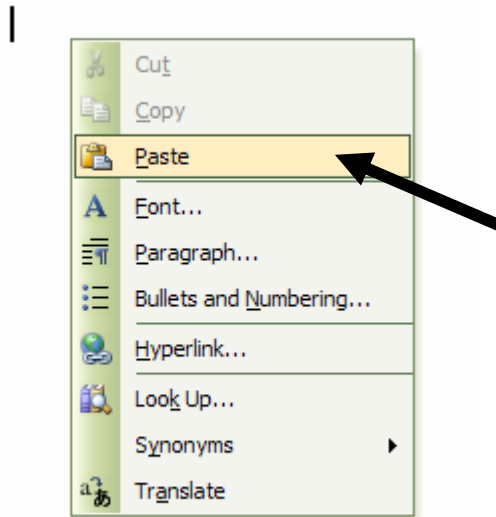 Cut
Copy
Paste
Font...
Paragraph...
Bullets and Numbering...
Hyperlink...
Look Up...
Synonyms
Translate